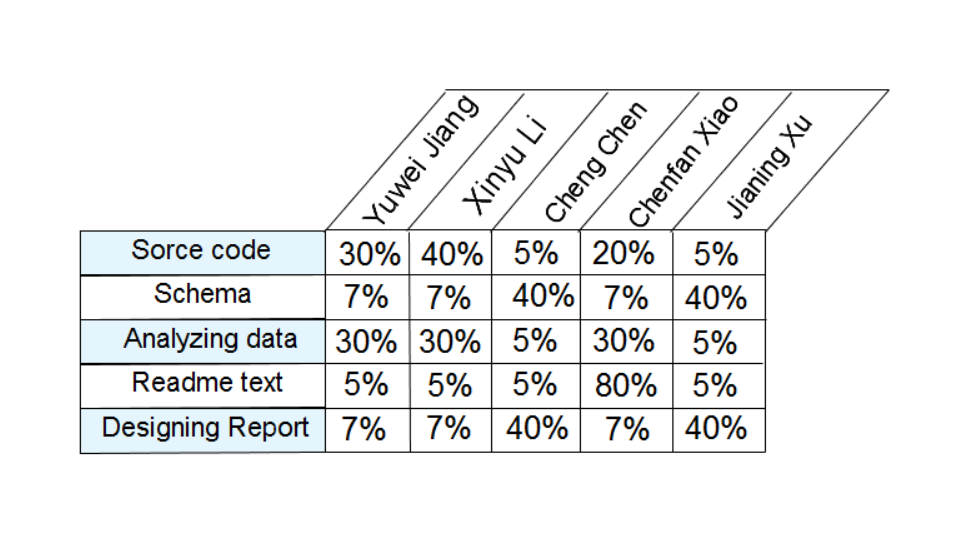 Yuwei Jiang Xinyu Li Cheng Chen Chenfan Xiao Jianing Xu
Sorce code 30% 40% 5% 20% 5%
Schema 7% 7% 40% 7% 40%
Analyzing data 30% 30% 5% 30% 5%
Readme text 5% 5% 5% 80% 5%
Designing Report 7% 7% 40% 7% 40%